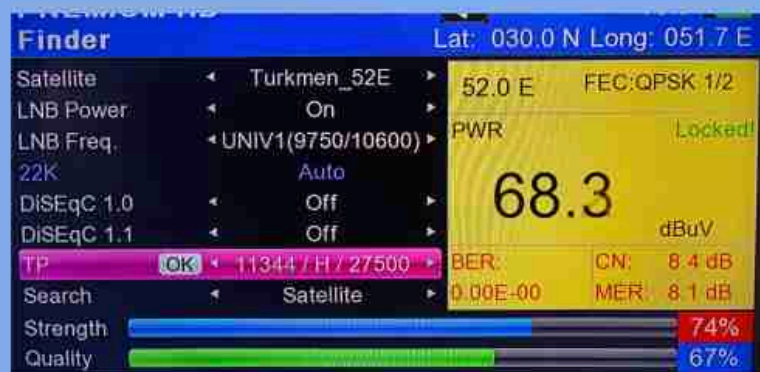 Finder
Lat: 030.0 N Long: 051.7 E
Satellite Turkmen_52E
LNB Power On
LNB Freq. UNIV1(9750/10600)
22K Auto
DiSEqC 1.0 Off
DiSEqC 1.1 Off
TP OK 11344 / H / 27500
Search Satellite
52.0 E FEC:QPSK 1/2
PWR Locked!
68.3
dBuV
BER: CN: 8.4 dB
0.00E-00 MER: 8.1 dB
Strength 74%
Quality 67%